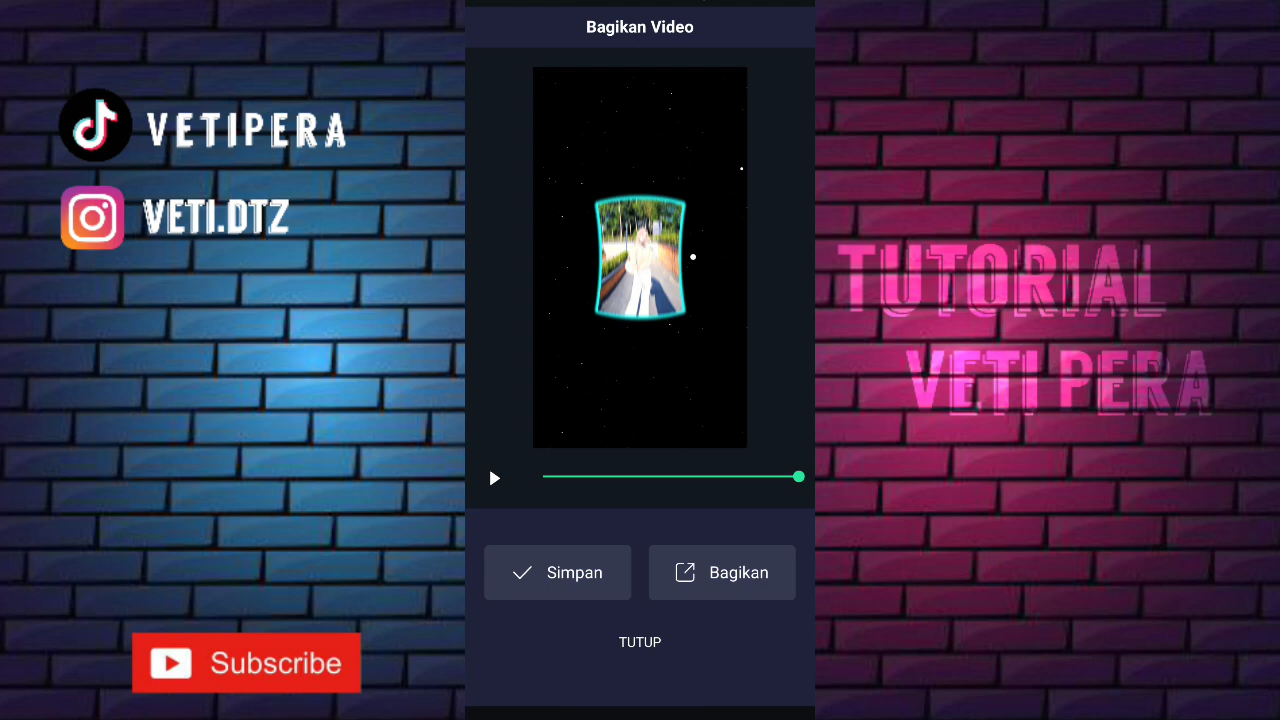 Bagikan Video
VETIPERA
VETI.DTZ
TUTORIAL
VETI PERA
Simpan
Bagikan
TUTUP
Subscribe